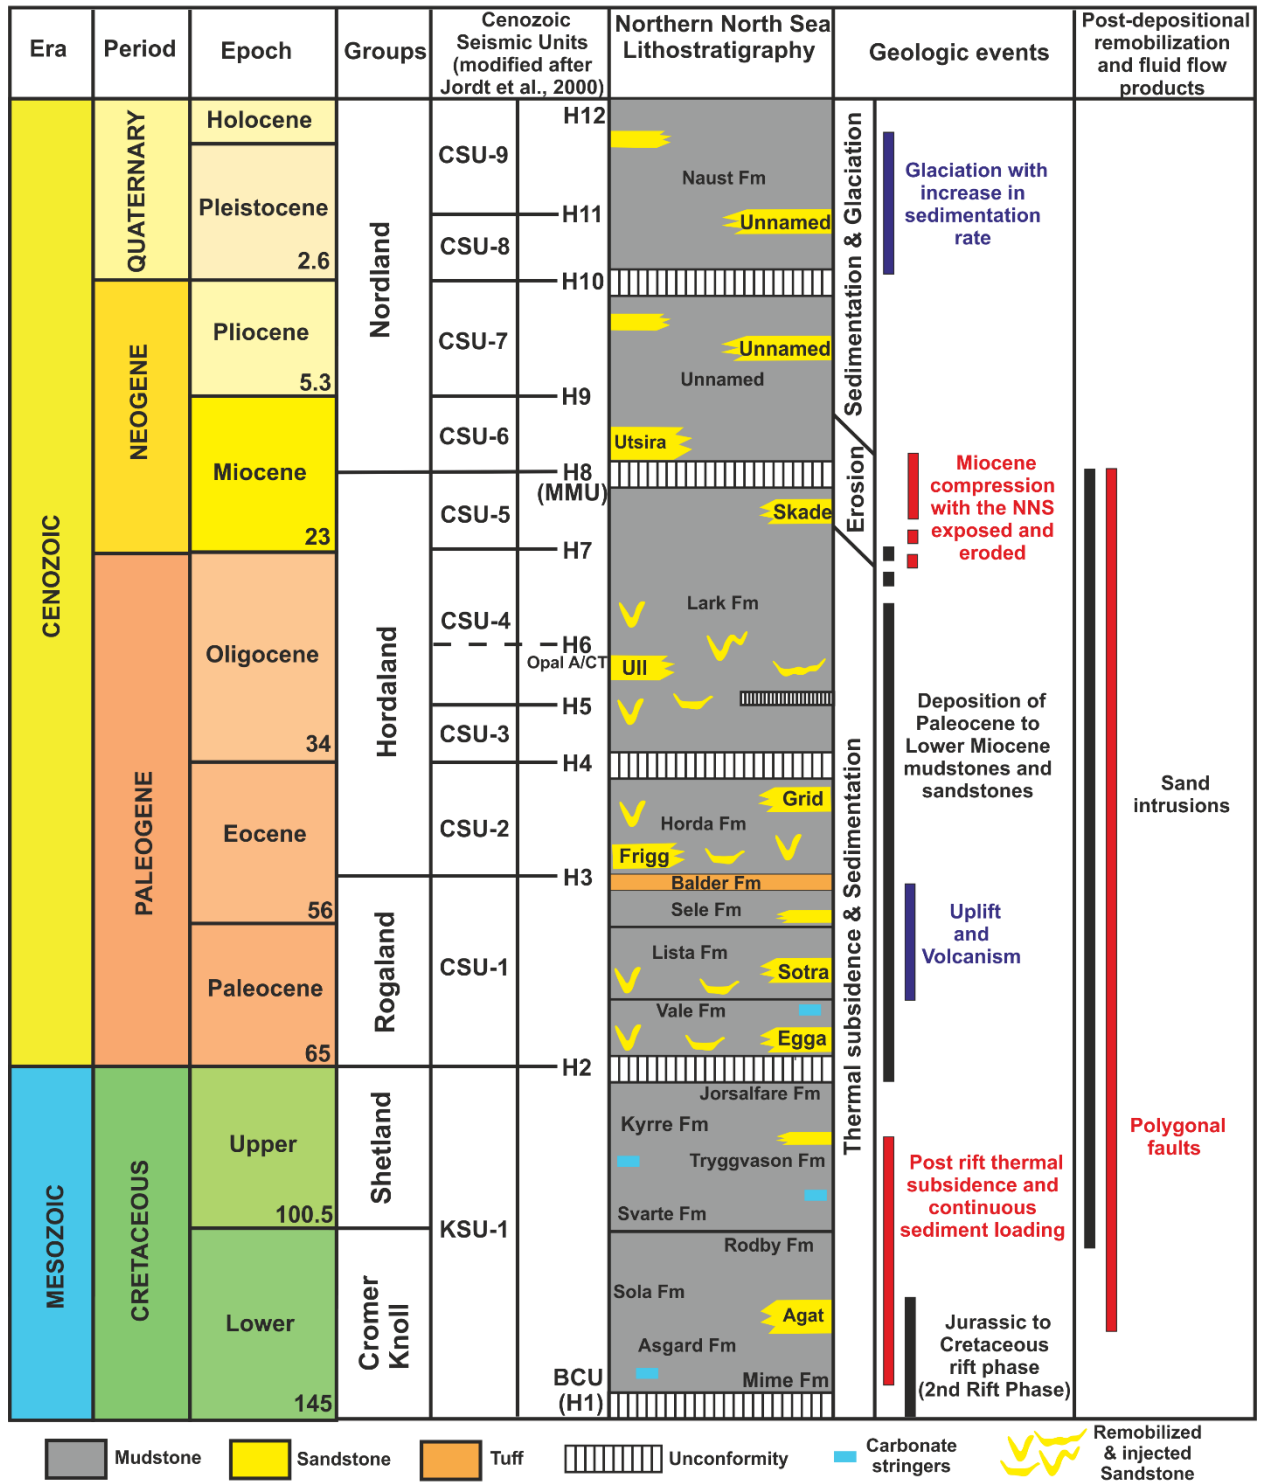 Era
Period
Epoch
Groups
Cenozoic
Seismic Units
(modified after
Jordt et al., 2000)
Northern North Sea
Lithostratigraphy
Geologic events
Post-depositional
remobilization
and fluid flow
products
CENOZOIC
MESOZOIC
QUATERNARY
NEOGENE
PALEOGENE
CRETACEOUS
Holocene
Pleistocene
2.6
Pliocene
5.3
Miocene
23
Oligocene
34
Eocene
56
Paleocene
65
Upper
100.5
Lower
145
Nordland
Hordaland
Rogaland
Shetland
Cromer
Knoll
CSU-9
CSU-8
CSU-7
CSU-6
CSU-5
CSU-4
CSU-3
CSU-2
CSU-1
KSU-1
H12
H11
H10
H9
H8
(MMU)
H7
H6
Opal A/CT
H5
H4
H3
H2
BCU
(H1)
Naust Fm
Unnamed
Unnamed
Unnamed
Utsira
Skade
Lark Fm
Ull
Grid
Horda Fm
Frigg
Balder Fm
Sele Fm
Lista Fm
Sotra
Vale Fm
Egga
Jorsalfare Fm
Kyrre Fm
Tryggvason Fm
Svarte Fm
Rodby Fm
Sola Fm
Agat
Asgard Fm
Mime Fm
Sedimentation & Glaciation
Erosion
Thermal subsidence & Sedimentation
Glaciation with
increase in
sedimentation
rate
Miocene
compression
with the NNS
exposed and
eroded
Deposition of
Paleocene to
Lower Miocene
mudstones and
sandstones
Uplift
and
Volcanism
Post rift thermal
subsidence and
continuous
sediment loading
Jurassic to
Cretaceous
rift phase
(2nd Rift Phase)
Sand
intrusions
Polygonal
faults
Mudstone
Sandstone
Tuff
Unconformity
Carbonate
stringers
Remobilized
& injected
Sandstone